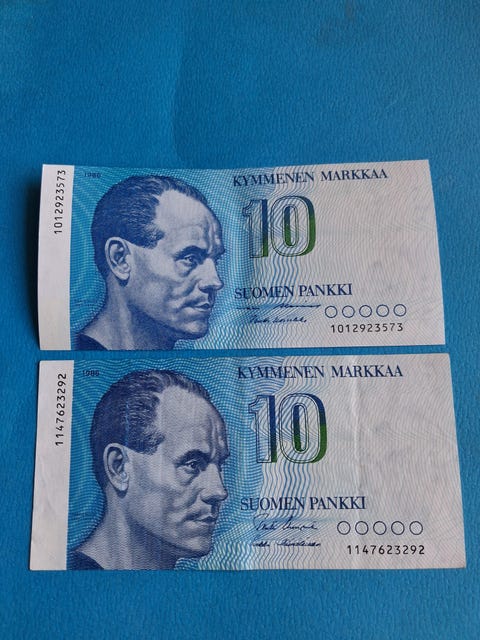 1012923573
1986
KYMMENEN MARKKAA
10
SUOMEN PANKKI
1012923573
1147623292
1986
KYMMENEN MARKKAA
10
SUOMEN PANKKI
1147623292